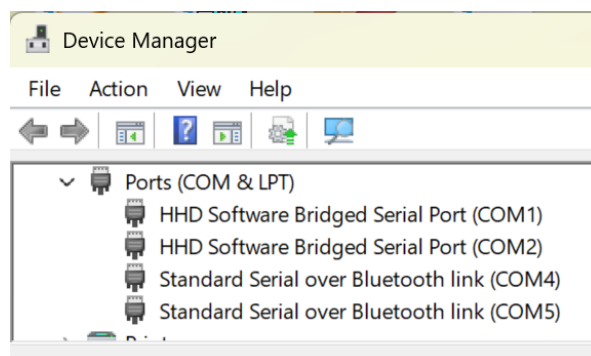 Device Manager
File Action View Help
Ports (COM & LPT)
HHD Software Bridged Serial Port (COM1)
HHD Software Bridged Serial Port (COM2)
Standard Serial over Bluetooth link (COM4)
Standard Serial over Bluetooth link (COM5)